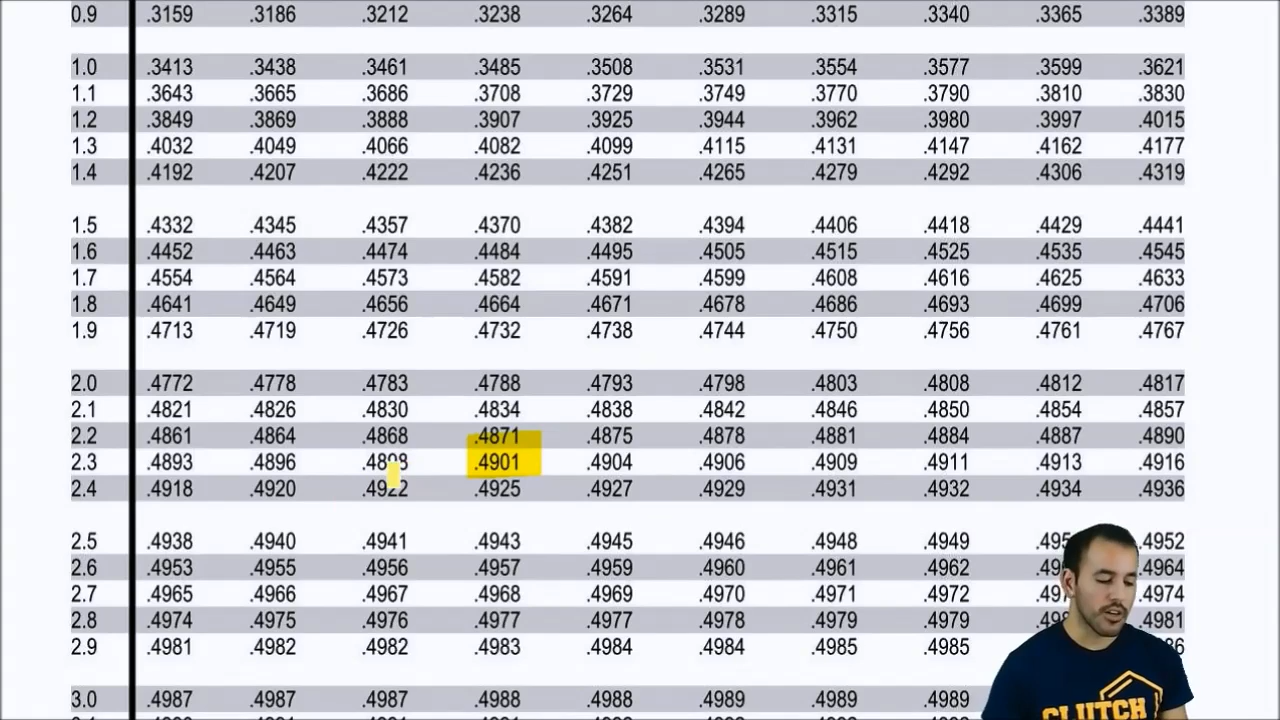 0.9 .3159 .3186 .3212 .3238 .3264 .3289 .3315 .3340 .3365 .3389
1.0 .3413 .3438 .3461 .3485 .3508 .3531 .3554 .3577 .3599 .3621
1.1 .3643 .3665 .3686 .3708 .3729 .3749 .3770 .3790 .3810 .3830
1.2 .3849 .3869 .3888 .3907 .3925 .3944 .3962 .3980 .3997 .4015
1.3 .4032 .4049 .4066 .4082 .4099 .4115 .4131 .4147 .4162 .4177
1.4 .4192 .4207 .4222 .4236 .4251 .4265 .4279 .4292 .4306 .4319
1.5 .4332 .4345 .4357 .4370 .4382 .4394 .4406 .4418 .4429 .4441
1.6 .4452 .4463 .4474 .4484 .4495 .4505 .4515 .4525 .4535 .4545
1.7 .4554 .4564 .4573 .4582 .4591 .4599 .4608 .4616 .4625 .4633
1.8 .4641 .4649 .4656 .4664 .4671 .4678 .4686 .4693 .4699 .4706
1.9 .4713 .4719 .4726 .4732 .4738 .4744 .4750 .4756 .4761 .4767
2.0 .4772 .4778 .4783 .4788 .4793 .4798 .4803 .4808 .4812 .4817
2.1 .4821 .4826 .4830 .4834 .4838 .4842 .4846 .4850 .4854 .4857
2.2 .4861 .4864 .4868 .4871 .4875 .4878 .4881 .4884 .4887 .4890
2.3 .4893 .4896 .4898 .4901 .4904 .4906 .4909 .4911 .4913 .4916
2.4 .4918 .4920 .4922 .4925 .4927 .4929 .4931 .4932 .4934 .4936
2.5 .4938 .4940 .4941 .4943 .4945 .4946 .4948 .4949 .4952
2.6 .4953 .4955 .4956 .4957 .4959 .4960 .4961 .4962 .4964
2.7 .4965 .4966 .4967 .4968 .4969 .4970 .4971 .4972 .4974
2.8 .4974 .4975 .4976 .4977 .4977 .4978 .4979 .4979 .4981
2.9 .4981 .4982 .4982 .4983 .4984 .4984 .4985 .4985
3.0 .4987 .4987 .4987 .4988 .4988 .4989 .4989 .4989
CLUTCH